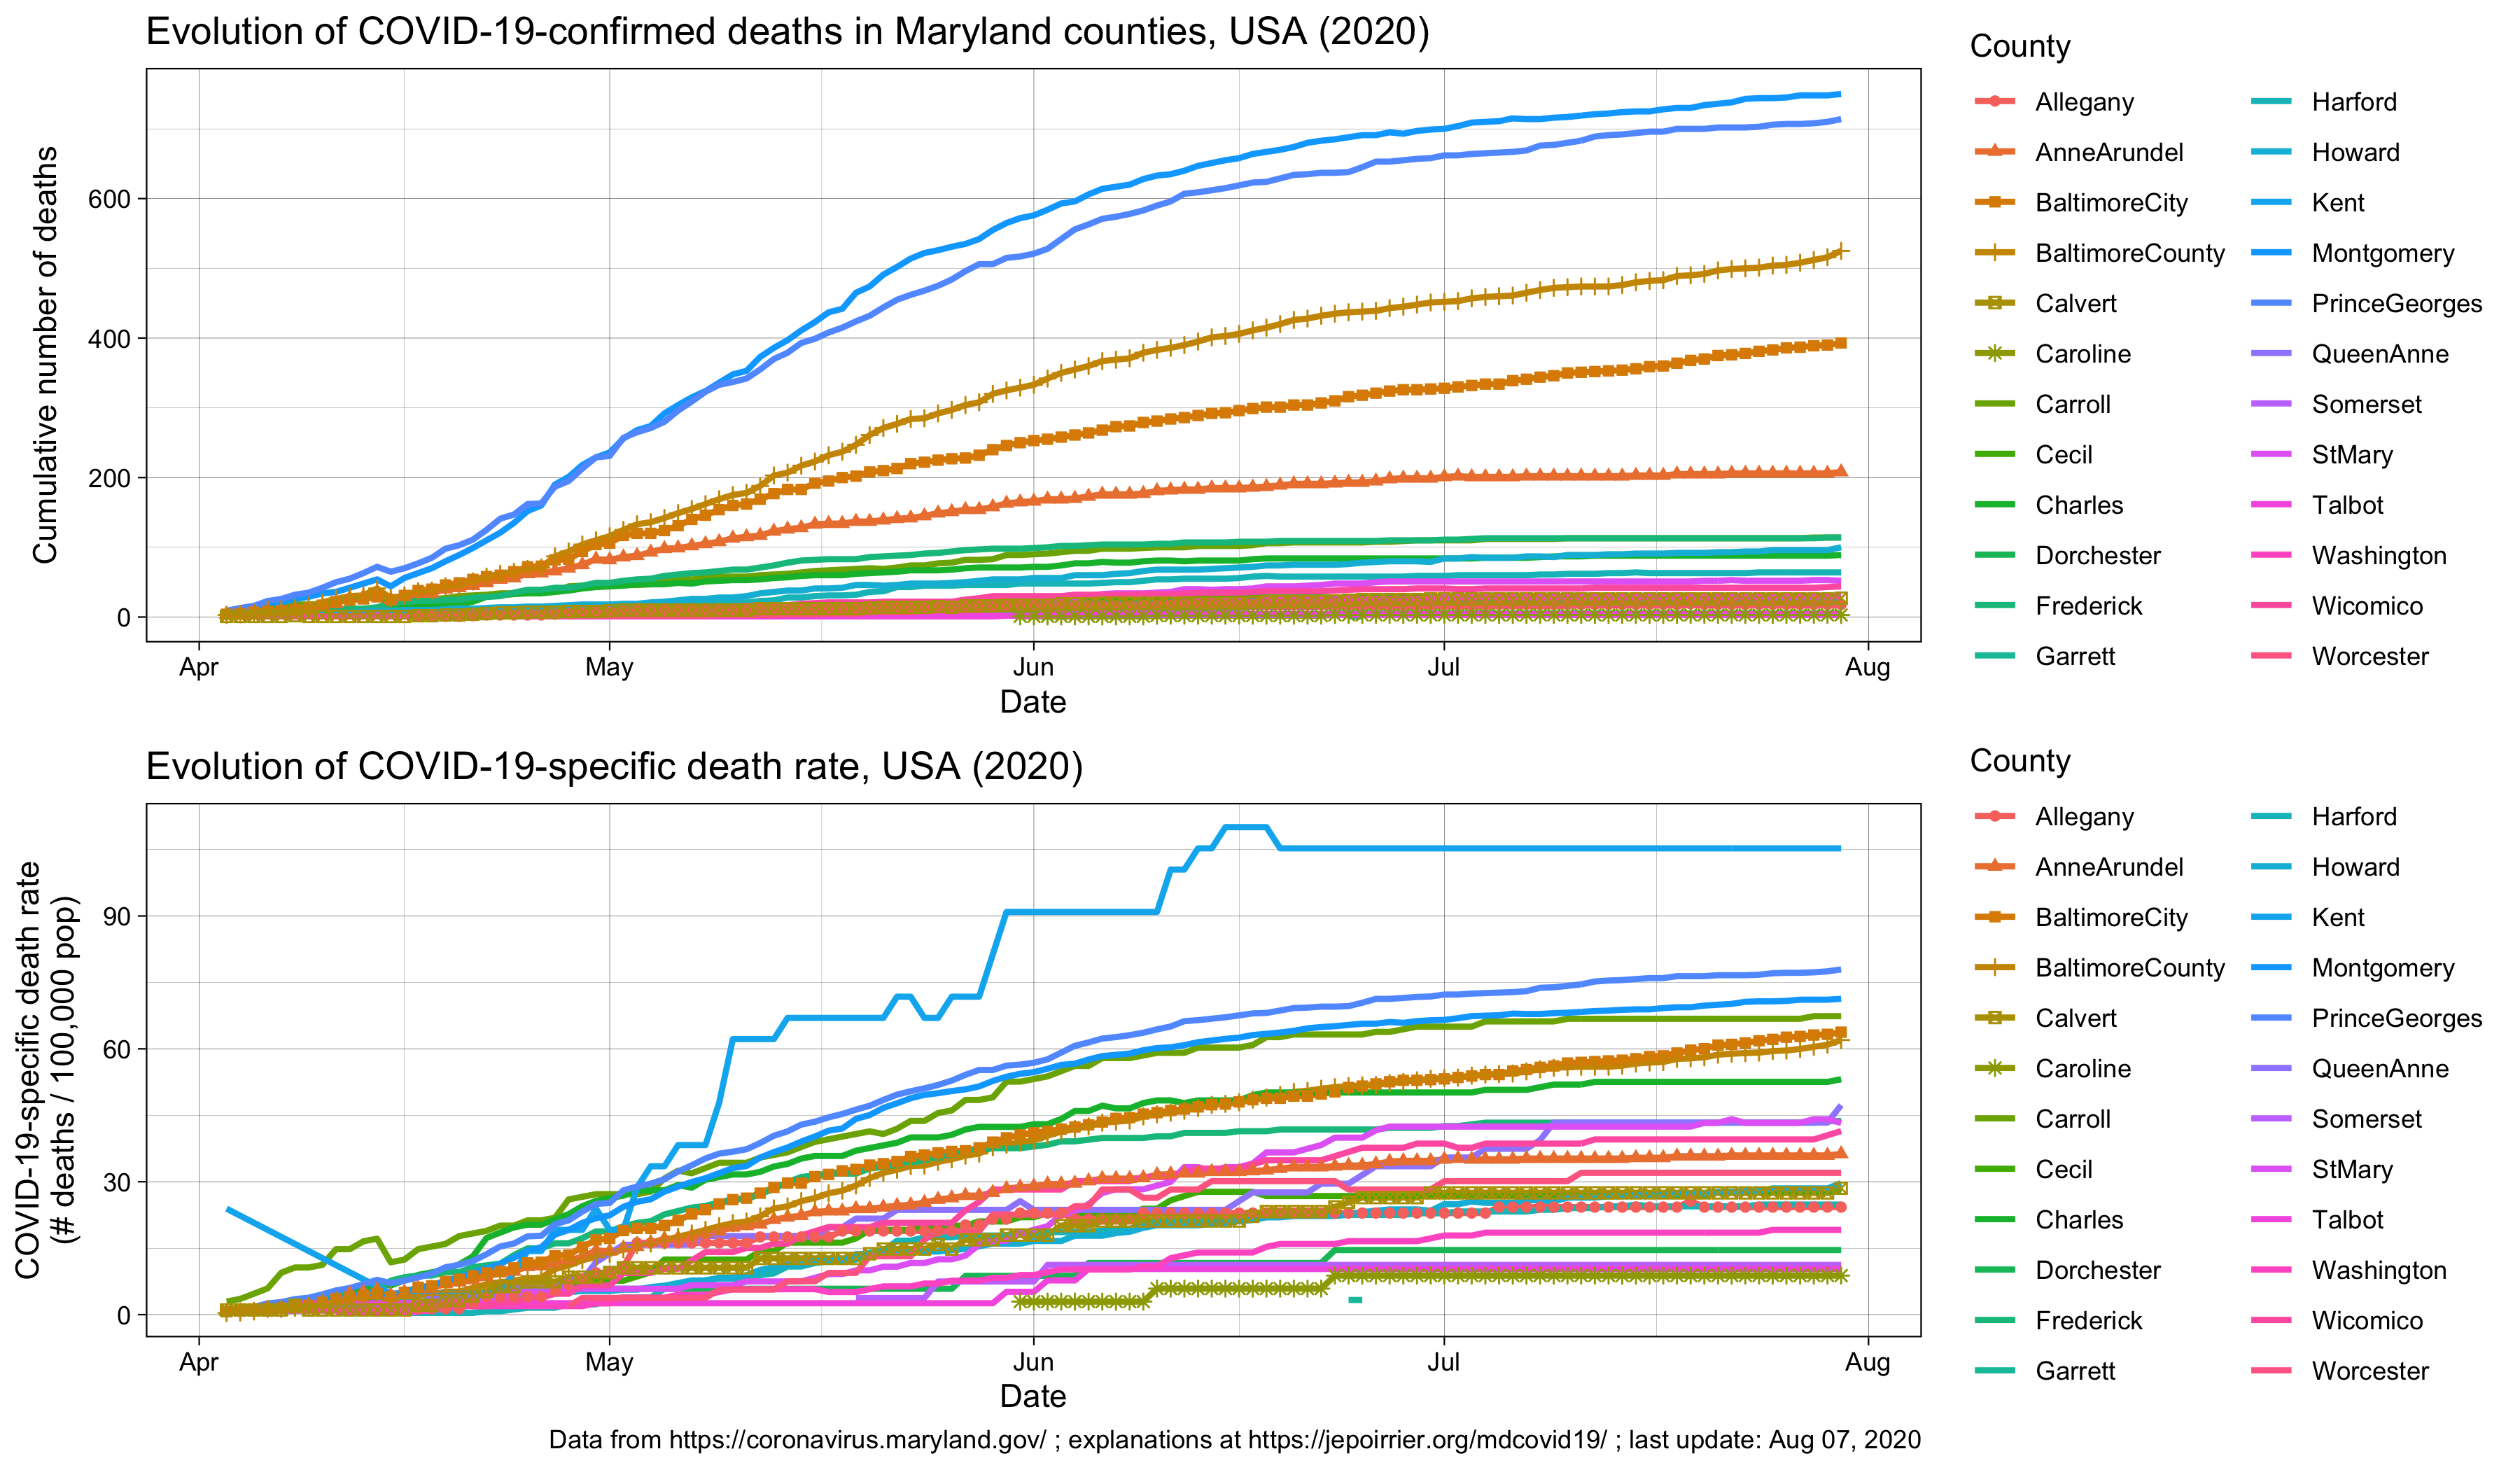 Evolution of COVID-19-confirmed deaths in Maryland counties, USA (2020)
Cumulative number of deaths
600
400
200
0
Apr May Jun Jul Aug
Date
County
Allegany
AnneArundel
BaltimoreCity
BaltimoreCounty
Calvert
Caroline
Carroll
Cecil
Charles
Dorchester
Frederick
Garrett
Harford
Howard
Kent
Montgomery
PrinceGeorges
QueenAnne
Somerset
StMary
Talbot
Washington
Wicomico
Worcester
Evolution of COVID-19-specific death rate, USA (2020)
COVID-19-specific death rate
(# deaths / 100,000 pop)
90
60
30
0
Apr May Jun Jul Aug
Date
County
Allegany
AnneArundel
BaltimoreCity
BaltimoreCounty
Calvert
Caroline
Carroll
Cecil
Charles
Dorchester
Frederick
Garrett
Harford
Howard
Kent
Montgomery
PrinceGeorges
QueenAnne
Somerset
StMary
Talbot
Washington
Wicomico
Worcester
Data from https://coronavirus.maryland.gov/ ; explanations at https://jepoirrier.org/mdcovid19/ ; last update: Aug 07, 2020